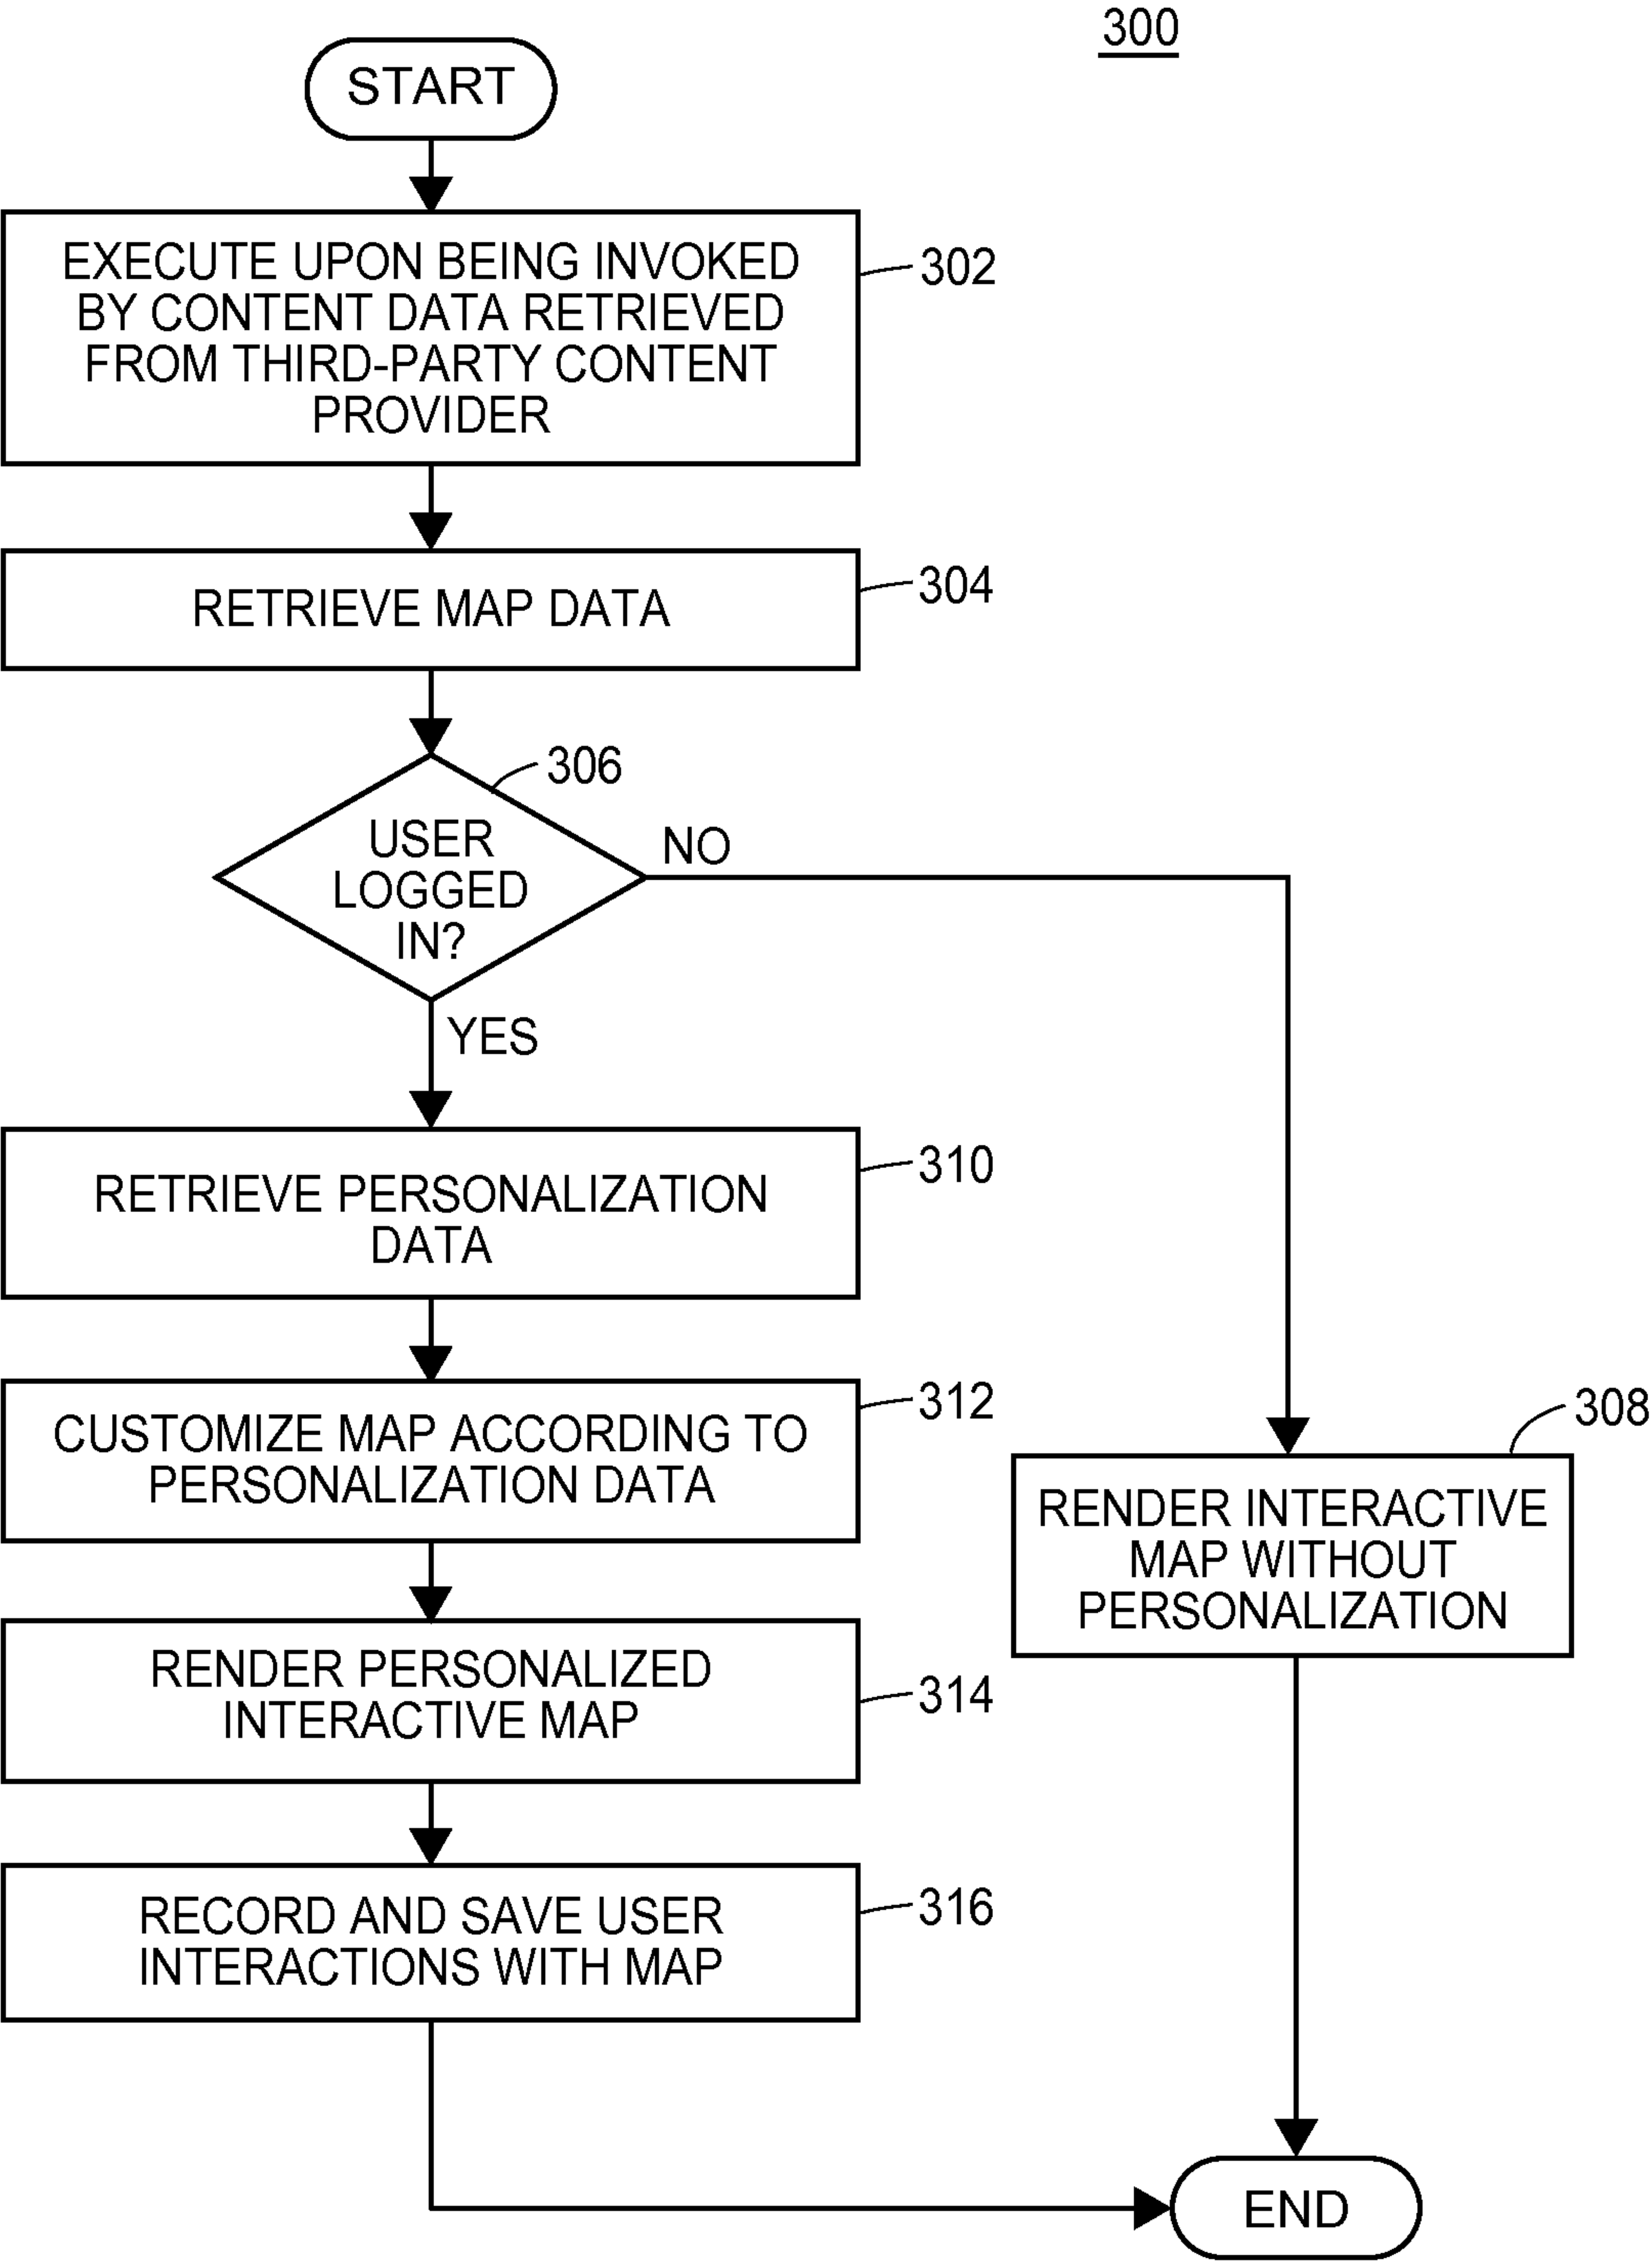 300
START
EXECUTE UPON BEING INVOKED
BY CONTENT DATA RETRIEVED
FROM THIRD-PARTY CONTENT
PROVIDER
302
RETRIEVE MAP DATA
304
306
USER
LOGGED
IN?
NO
YES
RETRIEVE PERSONALIZATION
DATA
310
CUSTOMIZE MAP ACCORDING TO
PERSONALIZATION DATA
312
308
RENDER INTERACTIVE
MAP WITHOUT
PERSONALIZATION
RENDER PERSONALIZED
INTERACTIVE MAP
314
RECORD AND SAVE USER
INTERACTIONS WITH MAP
316
END